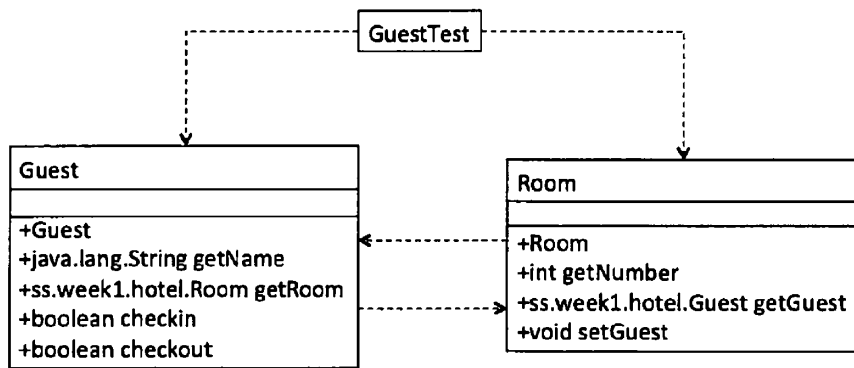 GuestTest
Guest
+Guest
+java.lang.String getName
+ss.week1.hotel.Room getRoom
+boolean checkin
+boolean checkout
Room
+Room
+int getNumber
+ss.week1.hotel.Guest getGuest
+void setGuest